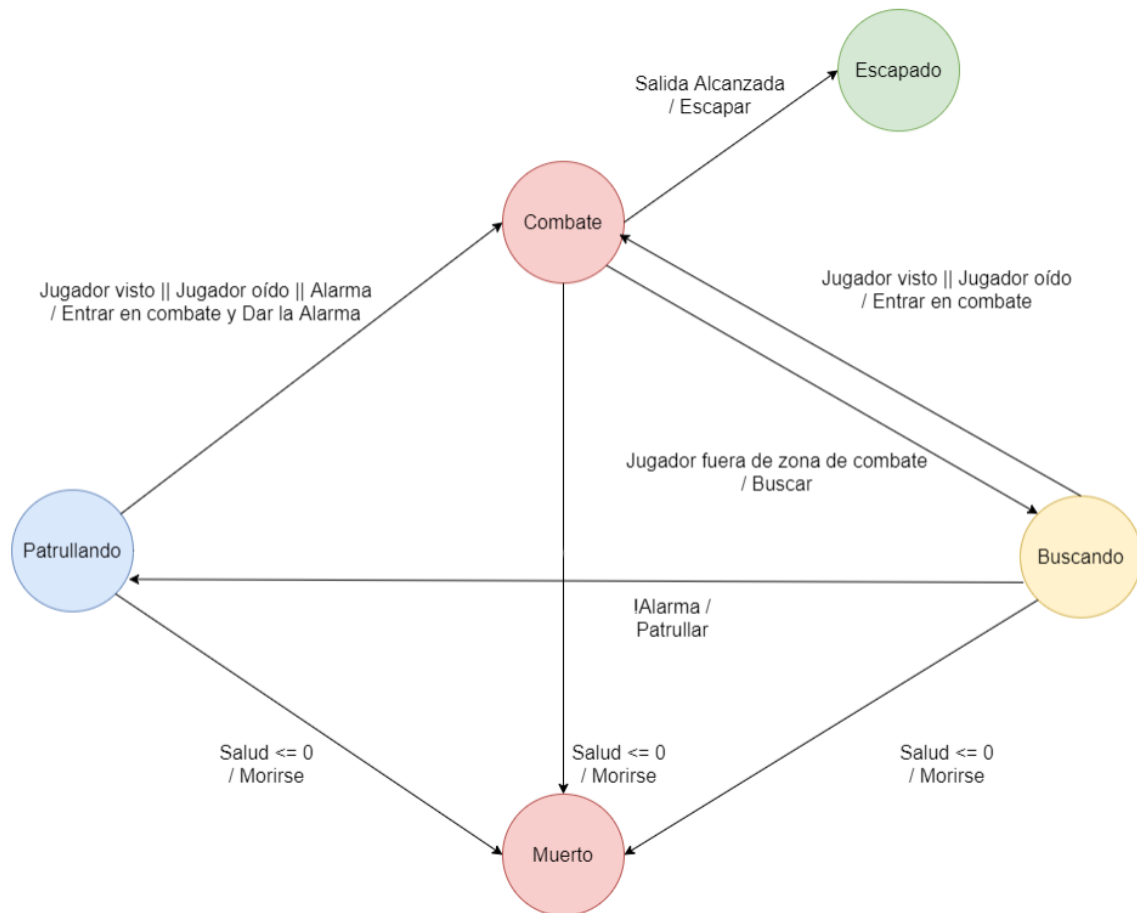 Escapado
Salida Alcanzada
/ Escapar
Combate
Jugador visto || Jugador oído || Alarma
/ Entrar en combate y Dar la Alarma
Jugador visto || Jugador oído
/ Entrar en combate
Jugador fuera de zona de combate
/ Buscar
Patrullando
Buscando
!Alarma /
Patrullar
Salud <= 0
/ Morirse
Salud <= 0
/ Morirse
Salud <= 0
/ Morirse
Muerto